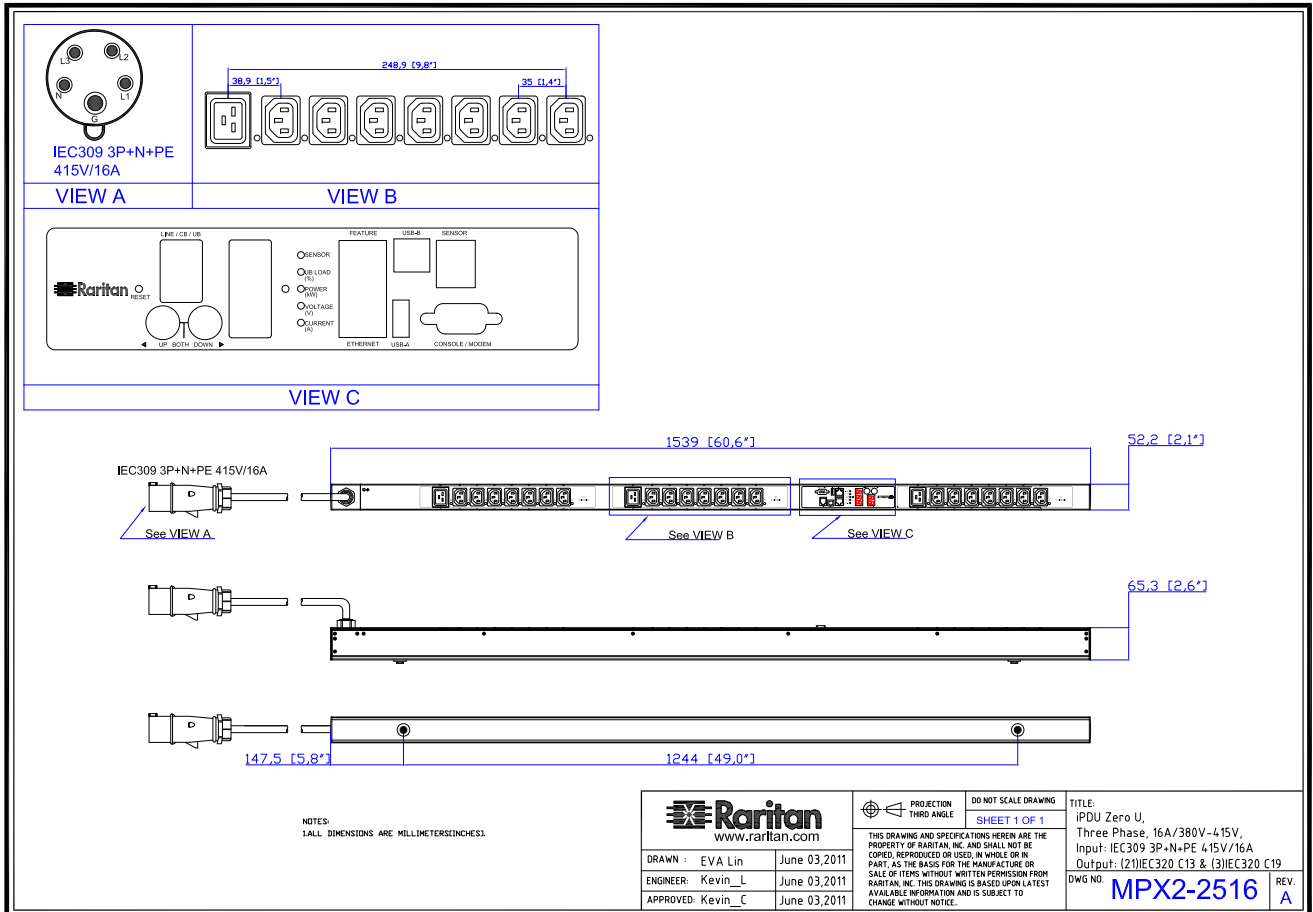 L3
L2
N
L1
G
IEC309 3P+N+PE
415V/16A
VIEW A
248,9 [9,8"]
38,9 [1,5"]
35 [1,4"]
VIEW B
LINE / CB / UB
FEATURE
USB-B
SENSOR
Raritan
RESET
SENSOR
UB LOAD
(%)
POWER
(kW)
VOLTAGE
(V)
CURRENT
(A)
UP BOTH DOWN
ETHERNET
USB-A
CONSOLE / MODEM
VIEW C
1539 [60,6"]
52,2 [2,1"]
IEC309 3P+N+PE 415V/16A
See VIEW A
See VIEW B
See VIEW C
65,3 [2,6"]
147,5 [5,8"]
1244 [49,0"]
NOTES:
1.ALL DIMENSIONS ARE MILLIMETERS[INCHES].
Raritan
www.raritan.com
DRAWN : EVA Lin June 03,2011
ENGINEER: Kevin_L June 03,2011
APPROVED: Kevin_C June 03,2011
PROJECTION
THIRD ANGLE
DO NOT SCALE DRAWING
SHEET 1 OF 1
THIS DRAWING AND SPECIFICATIONS HEREIN ARE THE
PROPERTY OF RARITAN, INC. AND SHALL NOT BE
COPIED, REPRODUCED OR USED, IN WHOLE OR IN
PART, AS THE BASIS FOR THE MANUFACTURE OR
SALE OF ITEMS WITHOUT WRITTEN PERMISSION FROM
RARITAN, INC. THIS DRAWING IS BASED UPON LATEST
AVAILABLE INFORMATION AND IS SUBJECT TO
CHANGE WITHOUT NOTICE.
TITLE:
iPDU Zero U,
Three Phase, 16A/380V-415V,
Input: IEC309 3P+N+PE 415V/16A
Output: (21)IEC320 C13 & (3)IEC320 C19
DWG NO. MPX2-2516
REV.
A